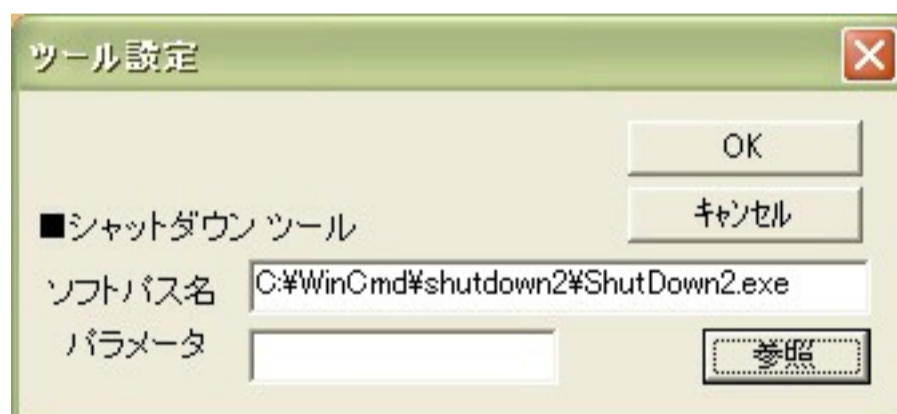 ツール設定
OK
キャンセル
■シャットダウン ツール
ソフトパス名 C:¥WinCmd¥shutdown2¥ShutDown2.exe
パラメータ
参照